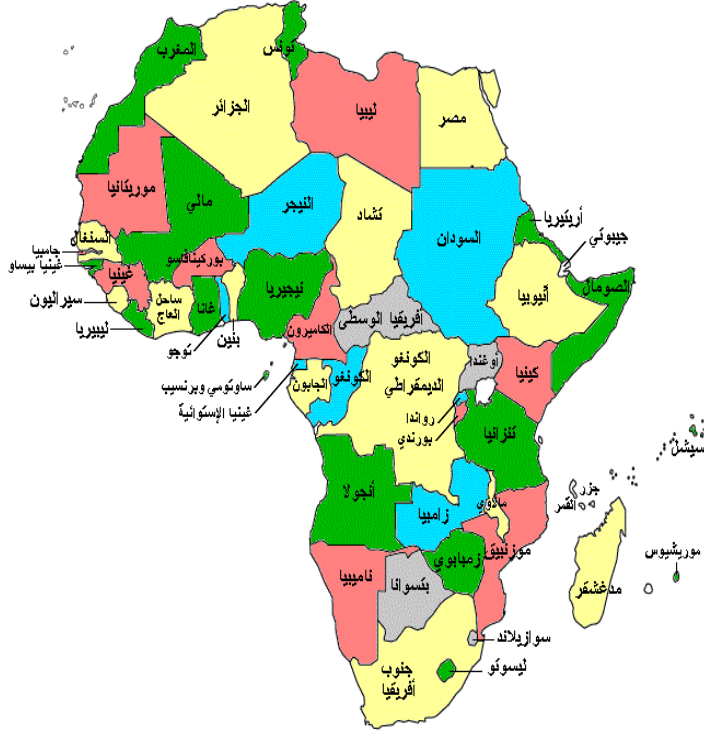 المغرب
تونس
الجزائر
ليبيا
مصر
موريتانيا
مالي
النيجر
تشاد
السودان
أريتيريا
جيبوتي
الصومال
أثيوبيا
السنغال
جامبيا
غينيا بيساو
غينيا
سيراليون
ليبيريا
ساحل
العاج
بوركينافاسو
غانا
توجو
بنين
نيجيريا
الكاميرون
أفريقيا الوسطى
ساوتومي وبرنسيب
غينيا الإستوائية
الجابون
الكونغو
الكونغو
الديمقراطي
أوغندا
كينيا
رواندا
بورندي
تنزانيا
سيشل
جزر
القمر
أنجولا
زامبيا
مالاوي
موزنبيق
زمبابوي
مدغشقر
موريشيوس
ناميبيا
بتسوانا
سوازيلاند
ليسوتو
جنوب
أفريقيا